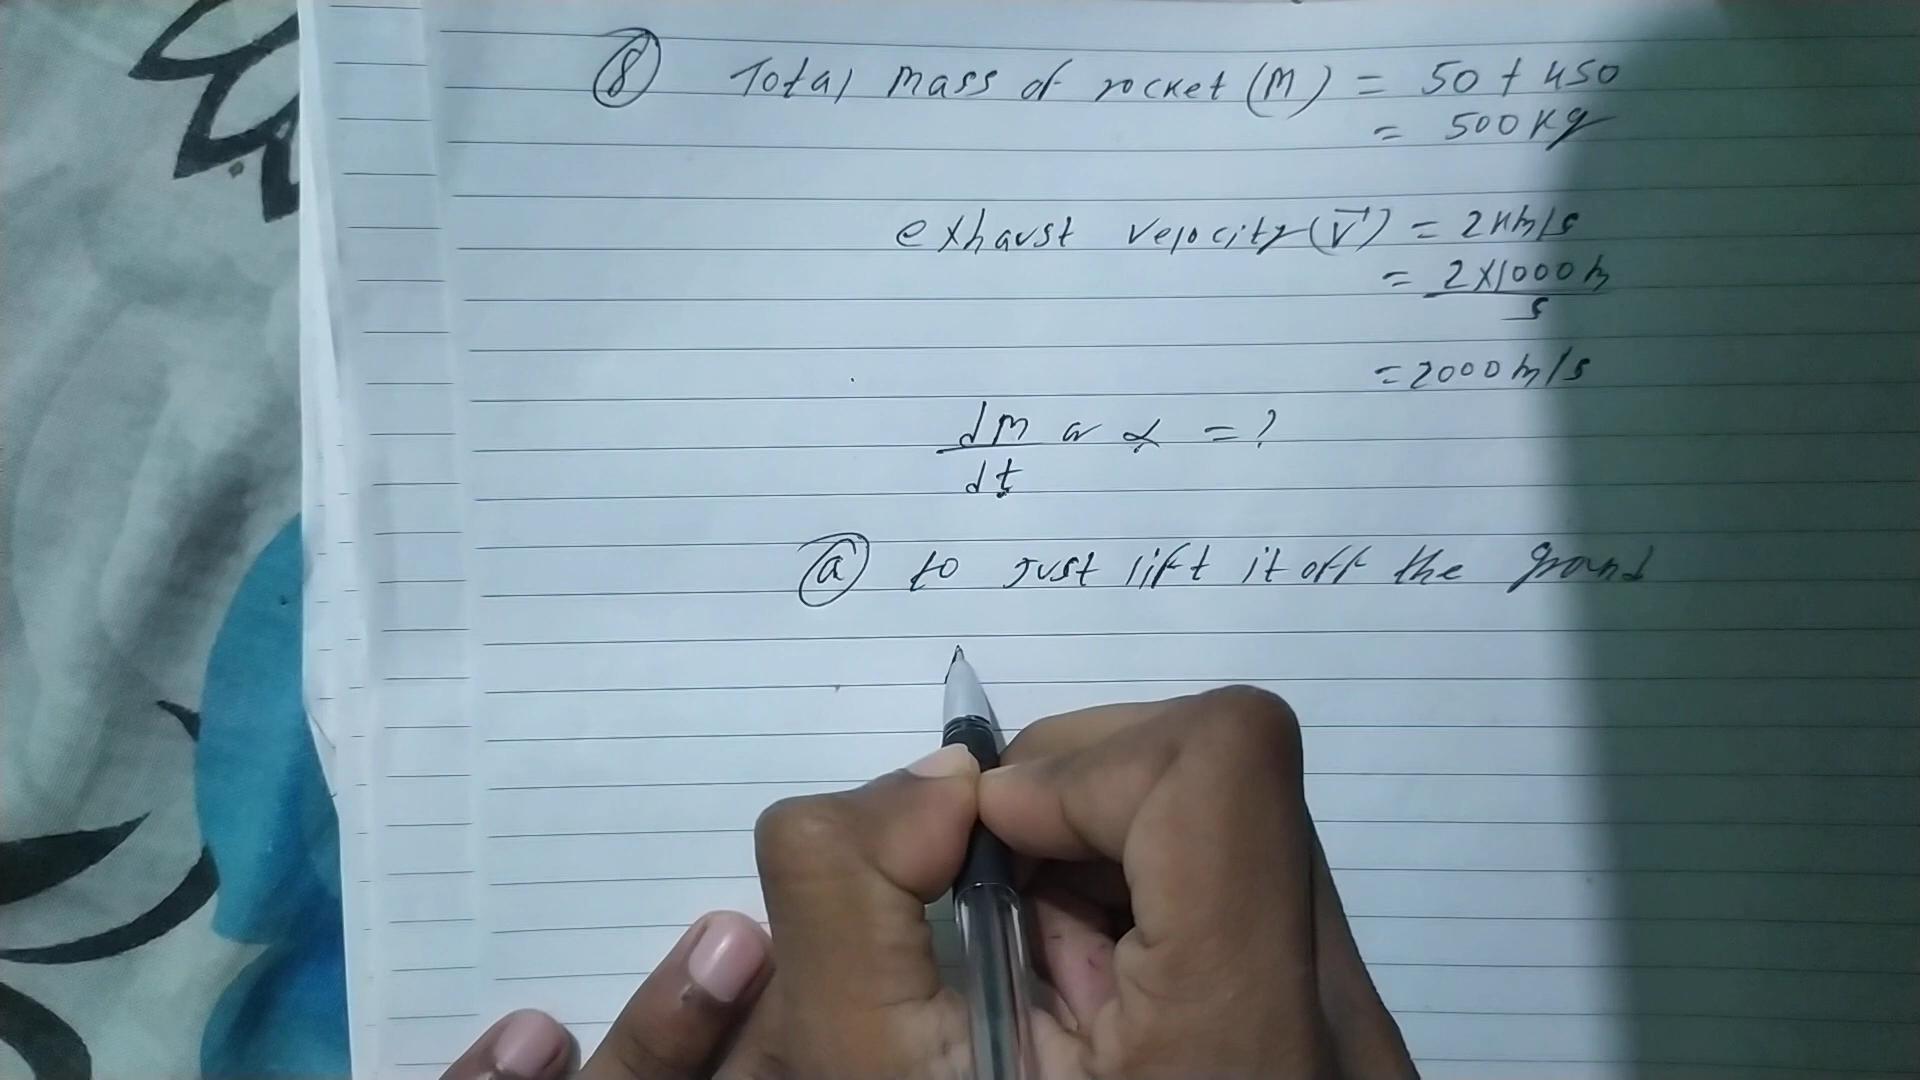 ⑧ Total mass of rocket (M) = 50 + 450
= 500 Kg
exhaust velocity (V⃗) = 2 km/s
= 2 × 1000 m
s
= 2000 m/s
dM or α = ?
dt
ⓐ to just lift it off the ground